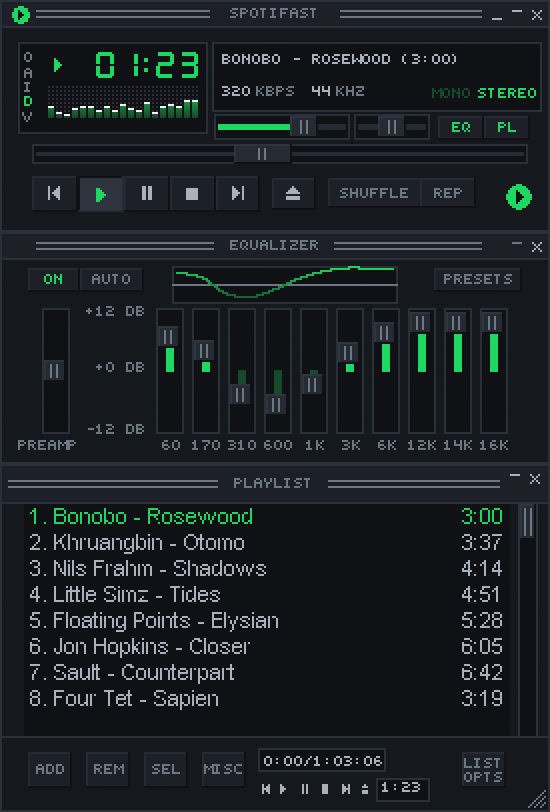 SPOTIFAST
O
A
I
D
V
01:23
BONOBO - ROSEWOOD (3:00)
320 KBPS 44 KHZ
MONO STEREO
EQ PL
SHUFFLE REP
EQUALIZER
ON AUTO
PRESETS
+12 DB
+0 DB
-12 DB
PREAMP 60 170 310 600 1K 3K 6K 12K 14K 16K
PLAYLIST
1. Bonobo - Rosewood 3:00
2. Khruangbin - Otomo 3:37
3. Nils Frahm - Shadows 4:14
4. Little Simz - Tides 4:51
5. Floating Points - Elysian 5:28
6. Jon Hopkins - Closer 6:05
7. Sault - Counterpart 6:42
8. Four Tet - Sapien 3:19
ADD REM SEL MISC
0:00/1:03:06
1:23
LIST
OPTS